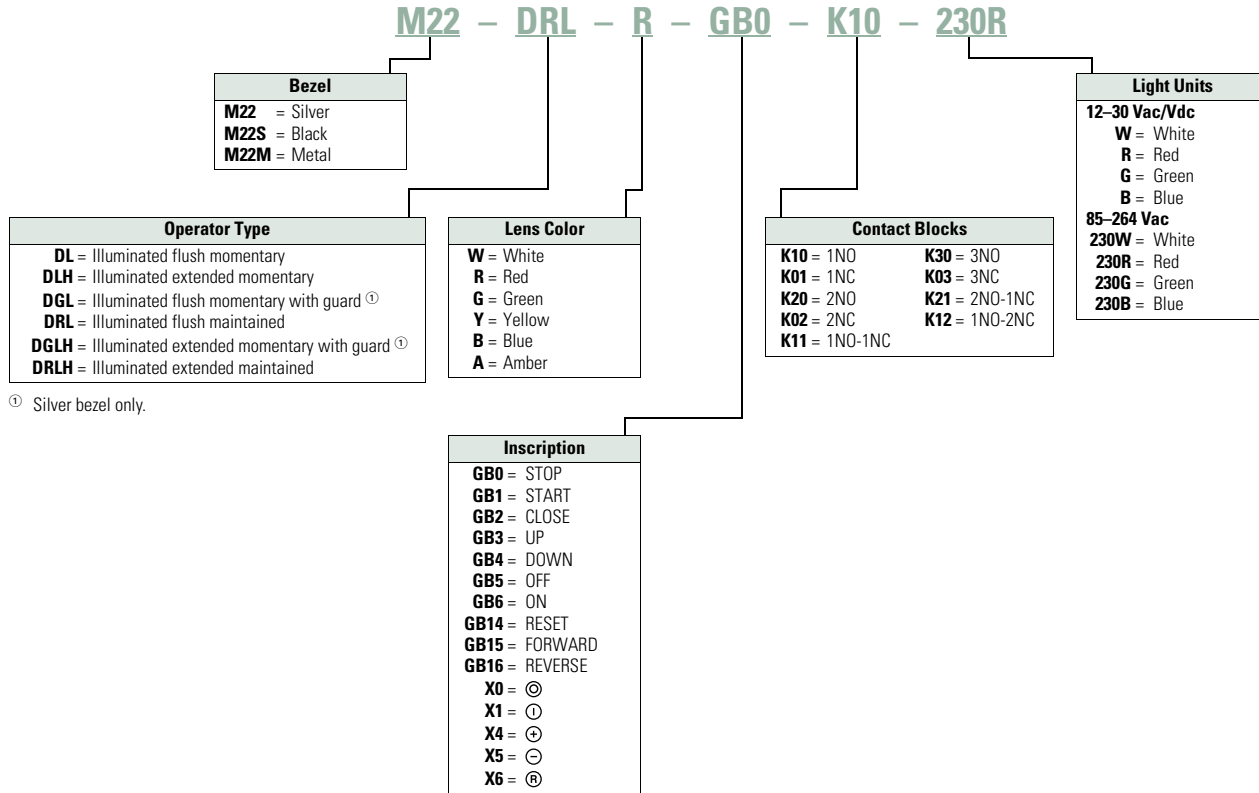 M22 – DRL – R – GB0 – K10 – 230R
Bezel
M22 = Silver
M22S = Black
M22M = Metal
Light Units
12–30 Vac/Vdc
W = White
R = Red
G = Green
B = Blue
85–264 Vac
230W = White
230R = Red
230G = Green
230B = Blue
Operator Type
DL = Illuminated flush momentary
DLH = Illuminated extended momentary
DGL = Illuminated flush momentary with guard ①
DRL = Illuminated flush maintained
DGLH = Illuminated extended momentary with guard ①
DRLH = Illuminated extended maintained
① Silver bezel only.
Lens Color
W = White
R = Red
G = Green
Y = Yellow
B = Blue
A = Amber
Contact Blocks
K10 = 1NO K30 = 3NO
K01 = 1NC K03 = 3NC
K20 = 2NO K21 = 2NO-1NC
K02 = 2NC K12 = 1NO-2NC
K11 = 1NO-1NC
Inscription
GB0 = STOP
GB1 = START
GB2 = CLOSE
GB3 = UP
GB4 = DOWN
GB5 = OFF
GB6 = ON
GB14 = RESET
GB15 = FORWARD
GB16 = REVERSE
X0 = ◎
X1 = Ⓘ
X4 = ⊕
X5 = ⊖
X6 = Ⓡ